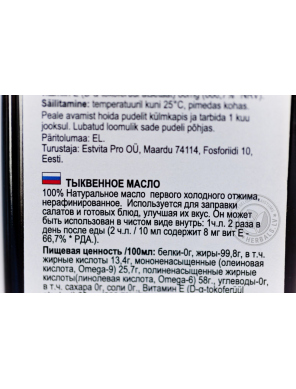 Säilitamine: temperatuuril kuni 25°C, pimedas kohas.
Peale avamist hoida pudelit külmkapis ja tarbida 1 kuu
jooksul. Lubatud loomulik sade pudeli põhjas.
Päritolumaa: EL.
Turustaja: Estvita Pro OÜ, Maardu 74114, Fosforiidi 10,
Eesti.
ТЫКВЕННОЕ МАСЛО
100% Натуральное масло первого холодного отжима,
нерафинированное. Используется для заправки
салатов и готовых блюд, улучшая их вкус. Он может
быть использован в чистом виде внутрь: 1ч.л. 2 раза в
день после еды (2 ч.л. / 10 мл содержит 8 мг вит Е -
66,7% * РДА.).
Пищевая ценность /100мл: белки-0г, жиры-99,8г, в т.ч.
жирные кислоты 13,4г, мононенасыщенные (олеиновая
кислота, Omega-9) 25,7г, полиненасыщенные жирные
кислоты(линолевая кислота, Omega-6) 58г., углеводы-0г,
в т.ч. сахара 0г, соли 0г., Витамин Е (D-α-tokoferüül